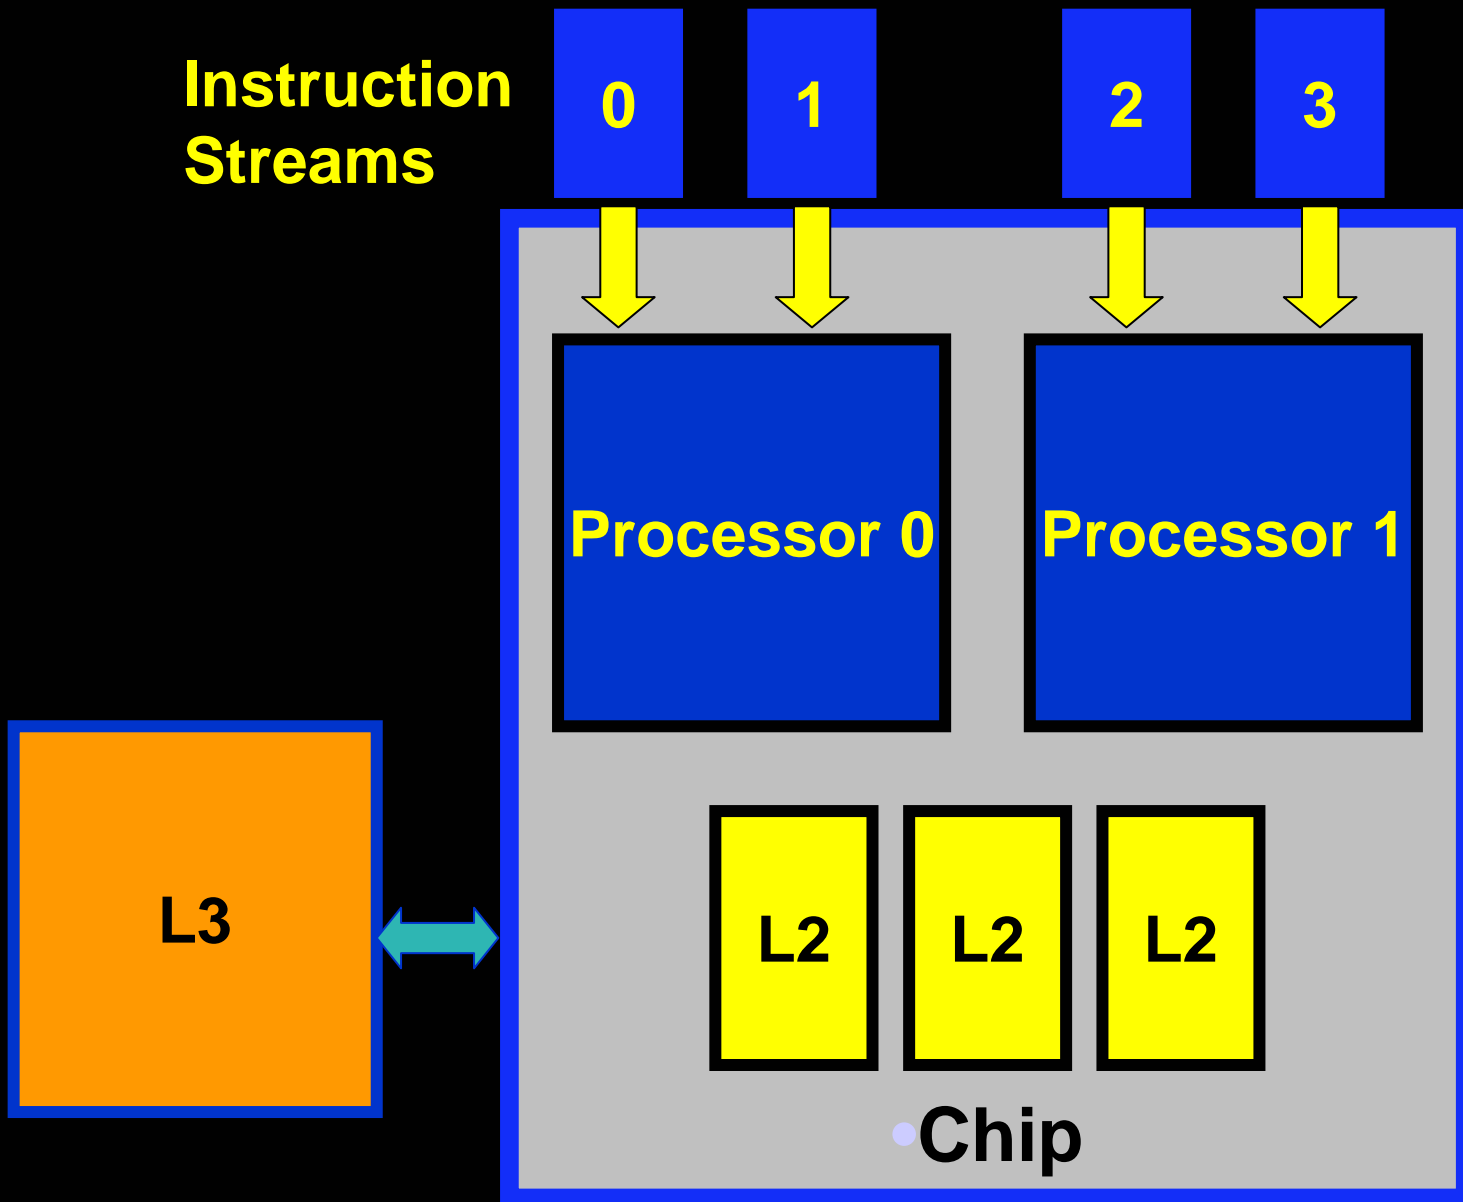 Instruction
Streams
0 1 2 3
Processor 0 Processor 1
L3
L2 L2 L2
•Chip